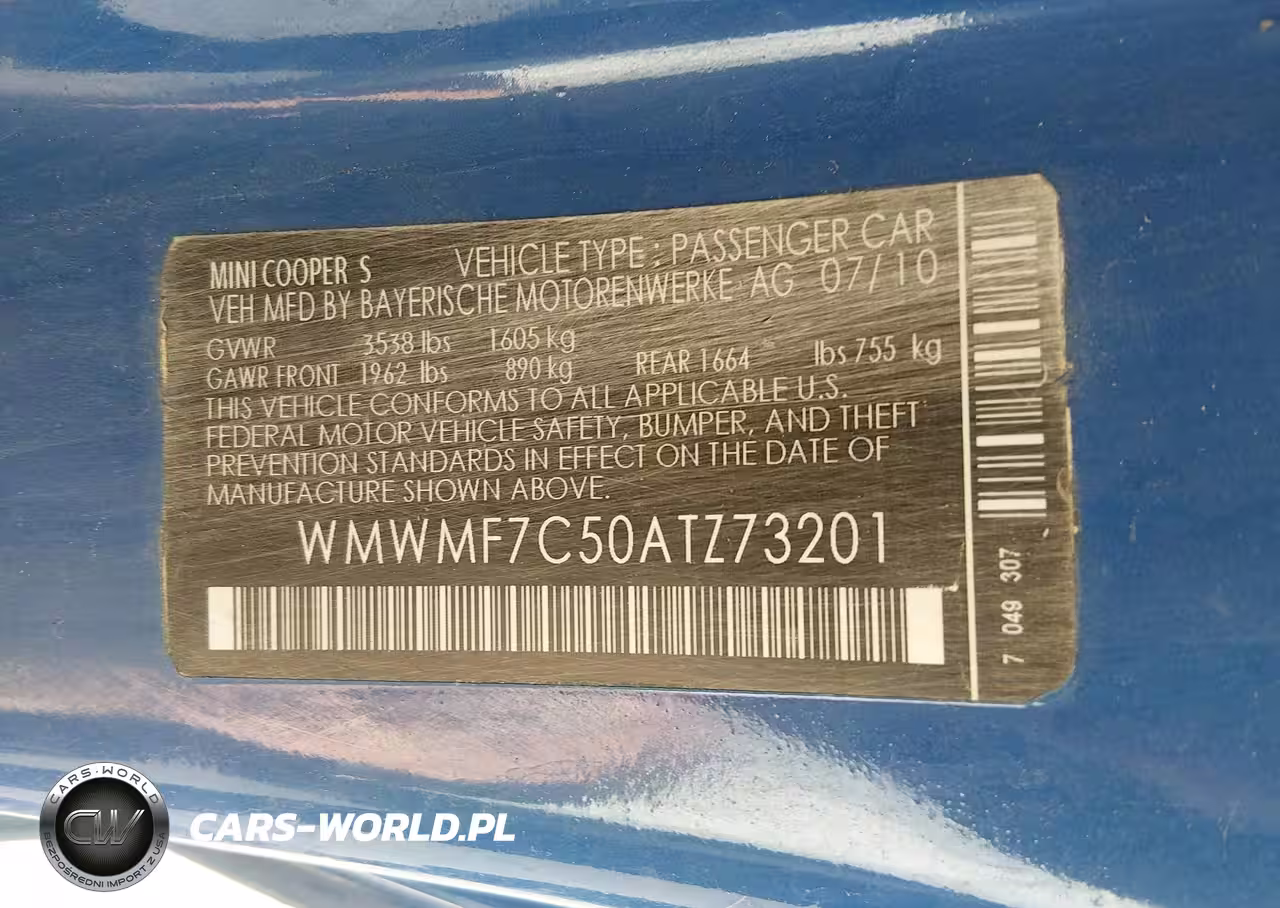 MINI COOPER S VEHICLE TYPE : PASSENGER CAR
VEH MFD BY BAYERISCHE MOTORENWERKE AG 07/10
GVWR 3538 lbs 1605 kg
GAWR FRONT 1962 lbs 890 kg REAR 1664 lbs 755 kg
THIS VEHICLE CONFORMS TO ALL APPLICABLE U.S.
FEDERAL MOTOR VEHICLE SAFETY, BUMPER, AND THEFT
PREVENTION STANDARDS IN EFFECT ON THE DATE OF
MANUFACTURE SHOWN ABOVE.
WMWMF7C50ATZ73201
7 049 307
CARS-WORLD
CW
BEZPOŚREDNI IMPORT Z USA
CARS-WORLD.PL